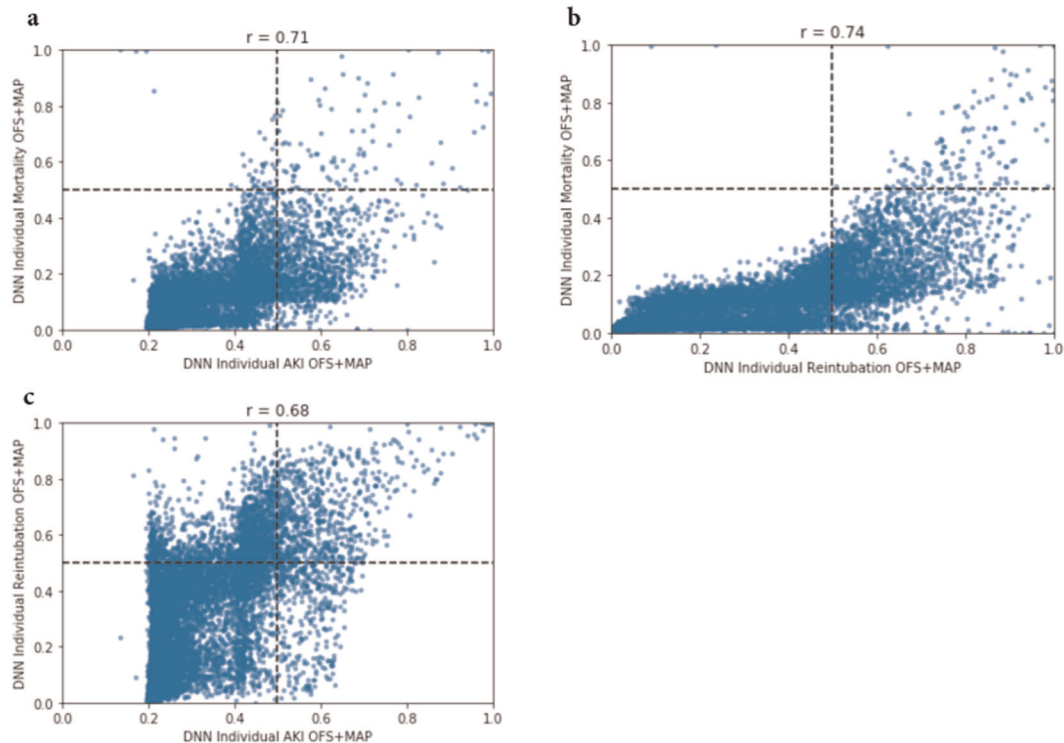 a
r = 0.71
DNN Individual Mortality OFS+MAP
1.0
0.8
0.6
0.4
0.2
0.0
0.0 0.2 0.4 0.6 0.8 1.0
DNN Individual AKI OFS+MAP
b
r = 0.74
DNN Individual Mortality OFS+MAP
1.0
0.8
0.6
0.4
0.2
0.0
0.0 0.2 0.4 0.6 0.8 1.0
DNN Individual Reintubation OFS+MAP
c
r = 0.68
DNN Individual Reintubation OFS+MAP
1.0
0.8
0.6
0.4
0.2
0.0
0.0 0.2 0.4 0.6 0.8 1.0
DNN Individual AKI OFS+MAP